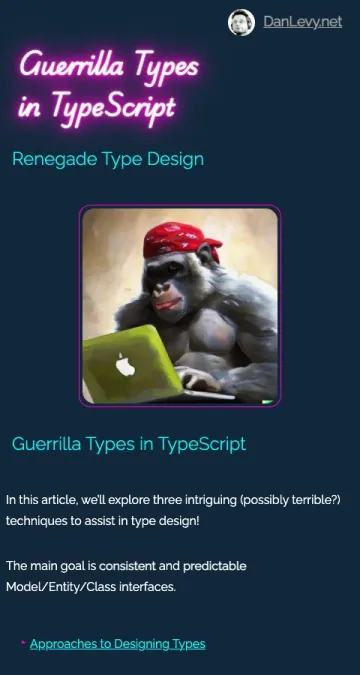 DanLevy.net
Guerrilla Types
in TypeScript
Renegade Type Design
Guerrilla Types in TypeScript
In this article, we'll explore three intriguing (possibly terrible?)
techniques to assist in type design!
The main goal is consistent and predictable
Model/Entity/Class interfaces.
Approaches to Designing Types